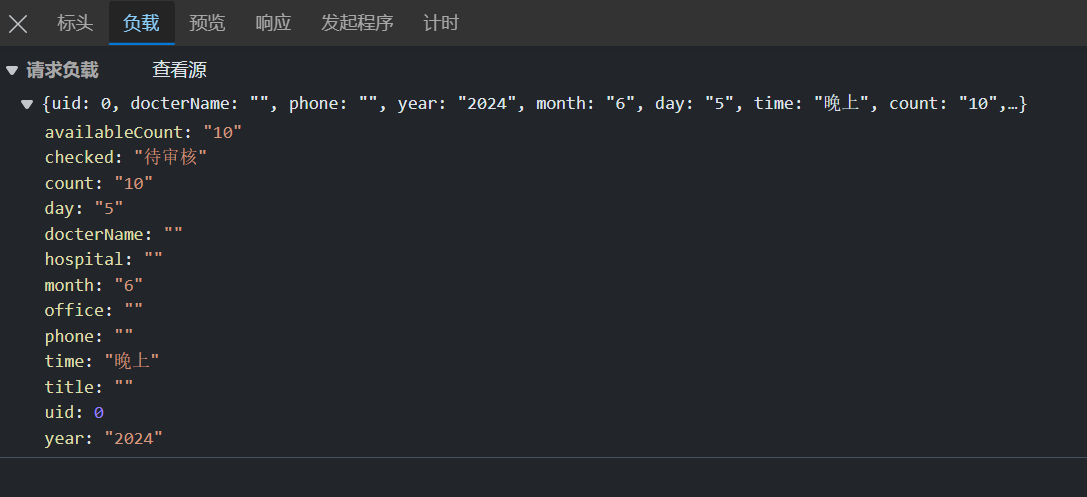 标头 负载 预览 响应 发起程序 计时
请求负载 查看源
{uid: 0, docterName: "", phone: "", year: "2024", month: "6", day: "5", time: "晚上", count: "10",…}
availableCount: "10"
checked: "待审核"
count: "10"
day: "5"
docterName: ""
hospital: ""
month: "6"
office: ""
phone: ""
time: "晚上"
title: ""
uid: 0
year: "2024"